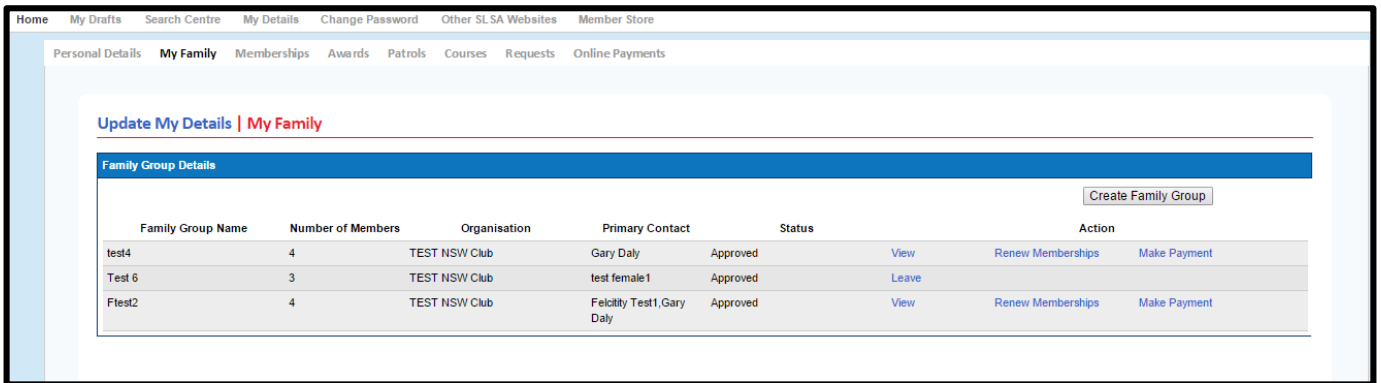 Home My Drafts Search Centre My Details Change Password Other SLSA Websites Member Store
Personal Details My Family Memberships Awards Patrols Courses Requests Online Payments
Update My Details | My Family
Family Group Details
Create Family Group
Family Group Name Number of Members Organisation Primary Contact Status Action
test4 4 TEST NSW Club Gary Daly Approved View Renew Memberships Make Payment
Test 6 3 TEST NSW Club test female1 Approved Leave
Ftest2 4 TEST NSW Club Felcitity Test1,Gary Approved View Renew Memberships Make Payment
Daly